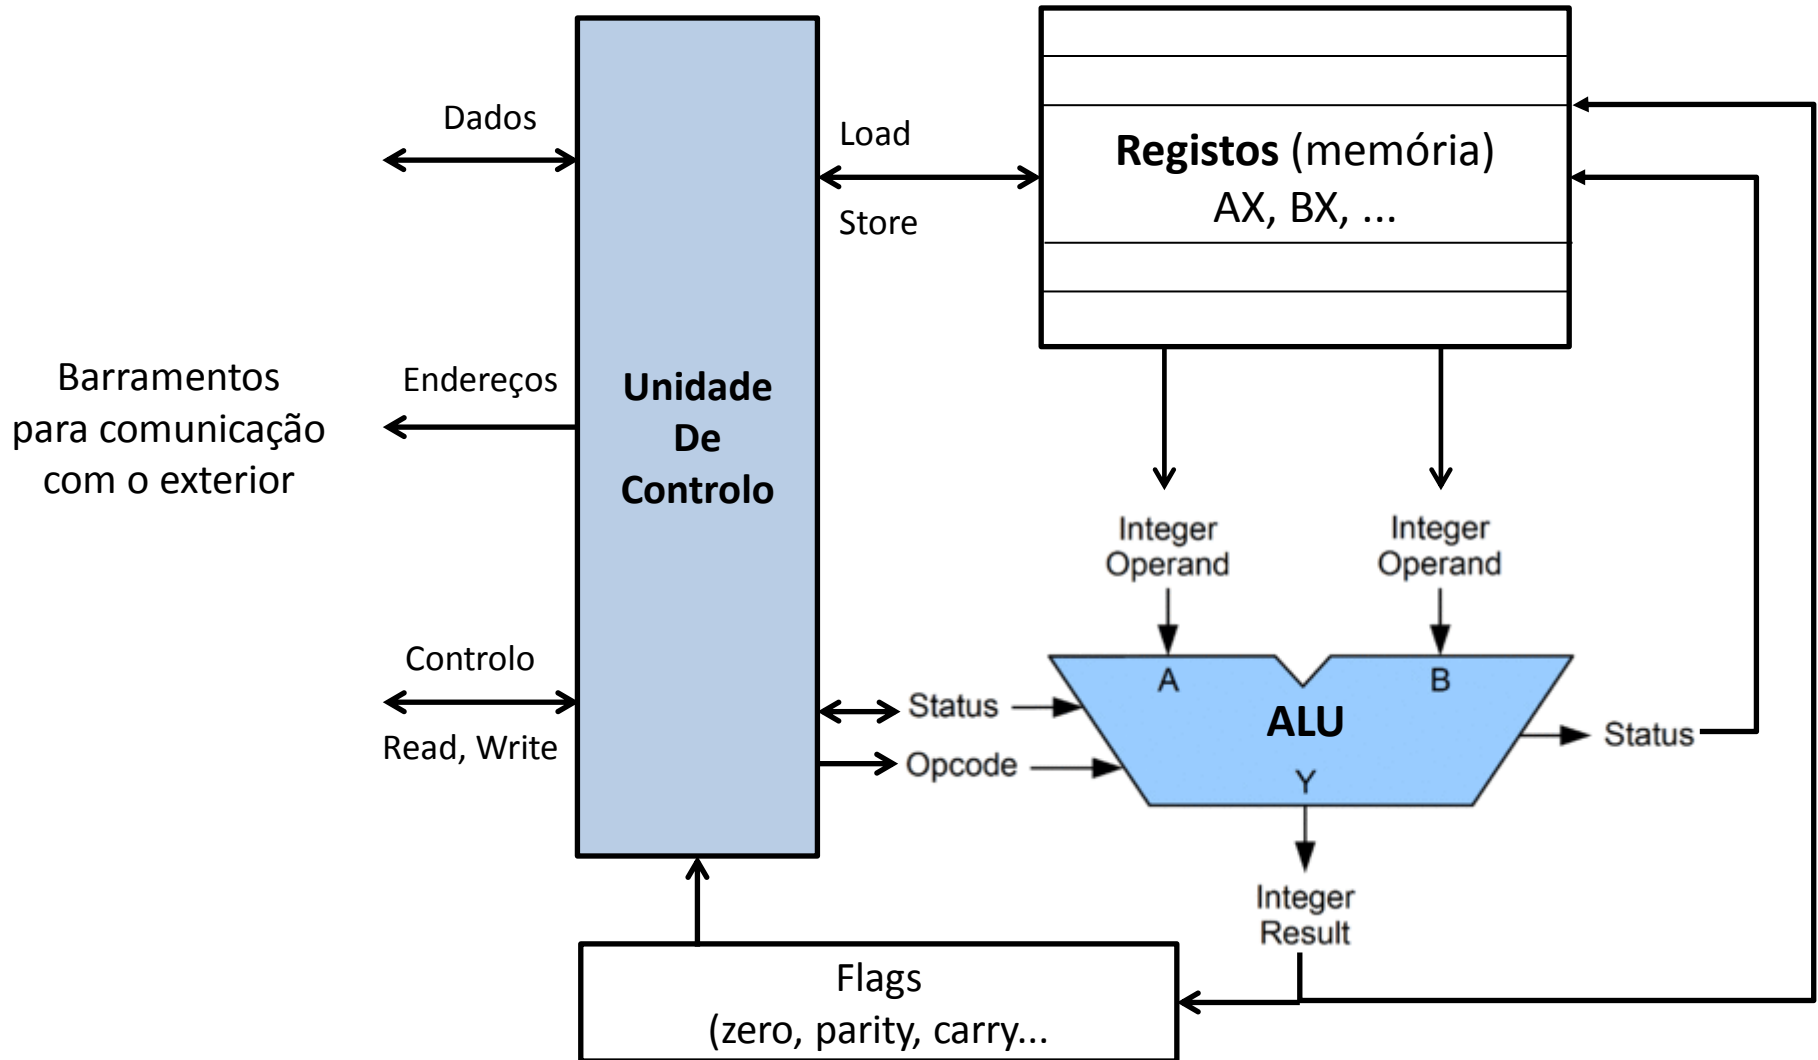 Dados
Load
Store
Registos (memória)
AX, BX, ...
Barramentos
para comunicação
com o exterior
Endereços
Unidade
De
Controlo
Integer
Operand
Integer
Operand
Controlo
Read, Write
Status
Opcode
A
B
ALU
Y
Status
Integer
Result
Flags
(zero, parity, carry...